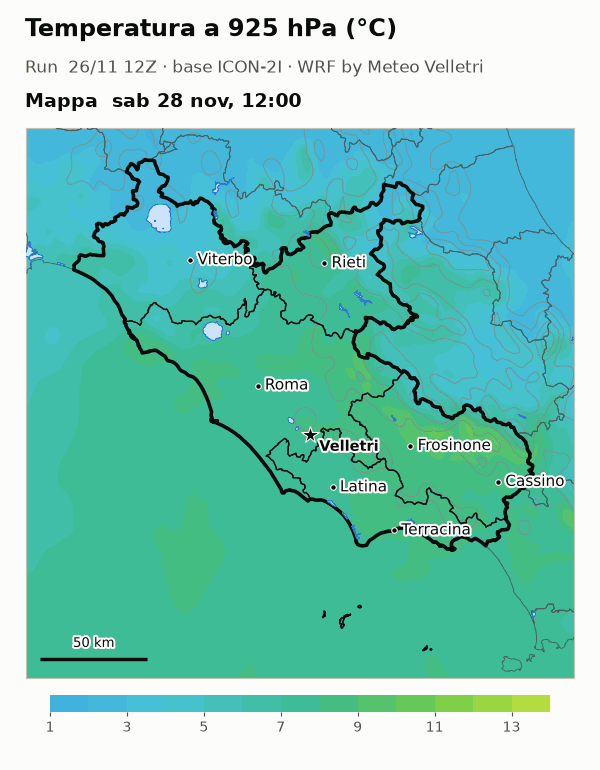 Temperatura a 925 hPa (°C)
Run  26/11 12Z · base ICON-2I · WRF by Meteo Velletri
Mappa  sab 28 nov, 12:00
Viterbo
Rieti
Roma
Velletri
Frosinone
Latina
Cassino
Terracina
50 km
1 3 5 7 9 11 13